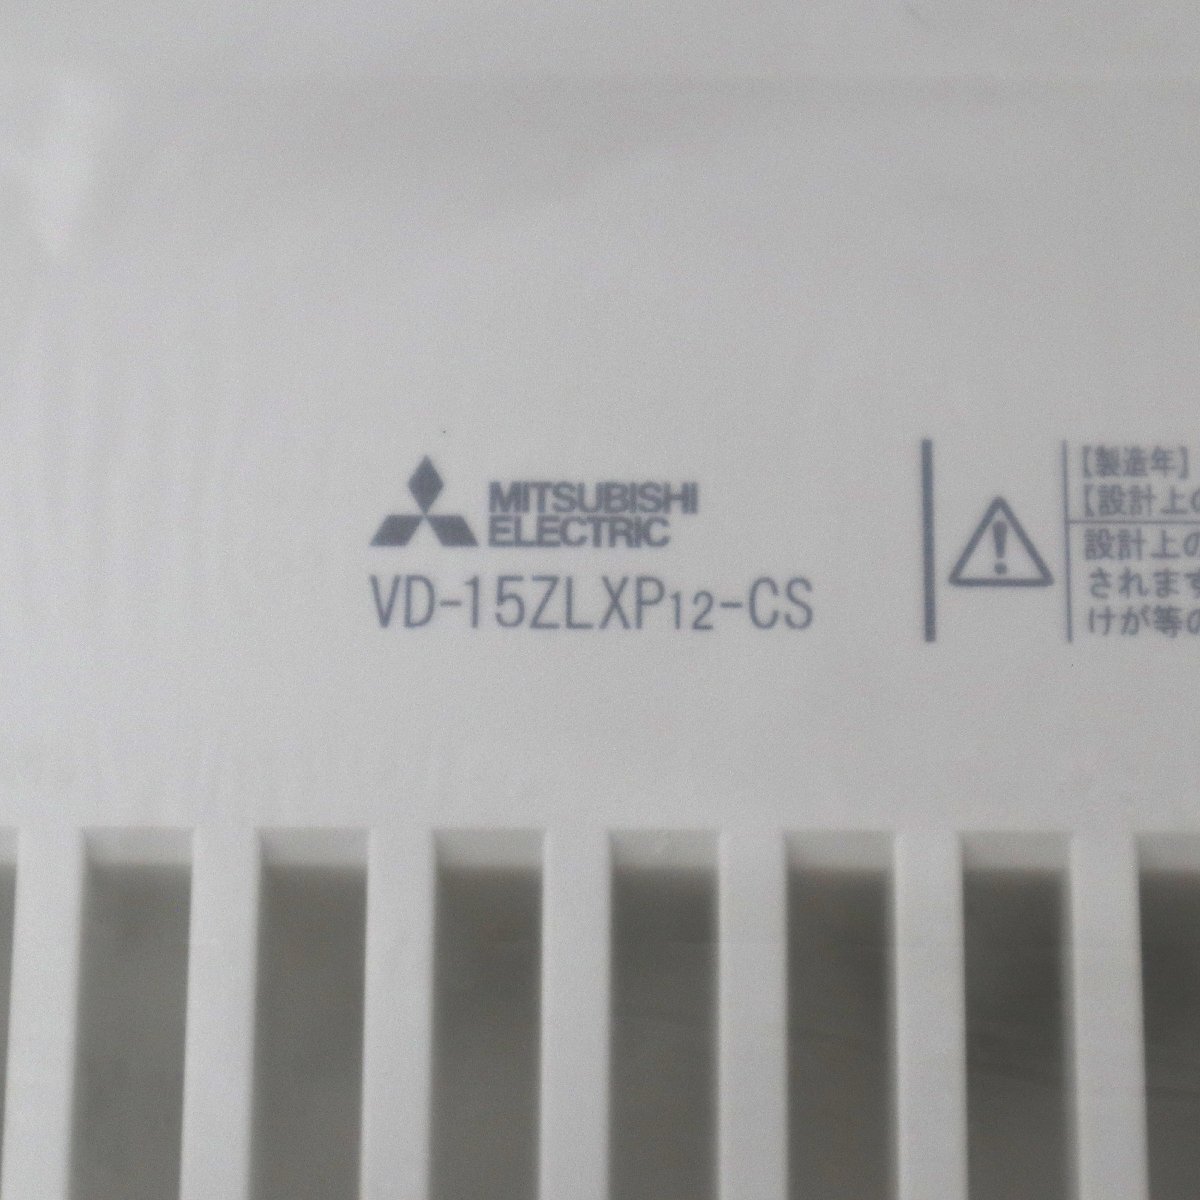 MITSUBISHI
ELECTRIC
VD-15ZLXP12-CS
【製造年】
【設計上の
設計上の
されます
けが等の